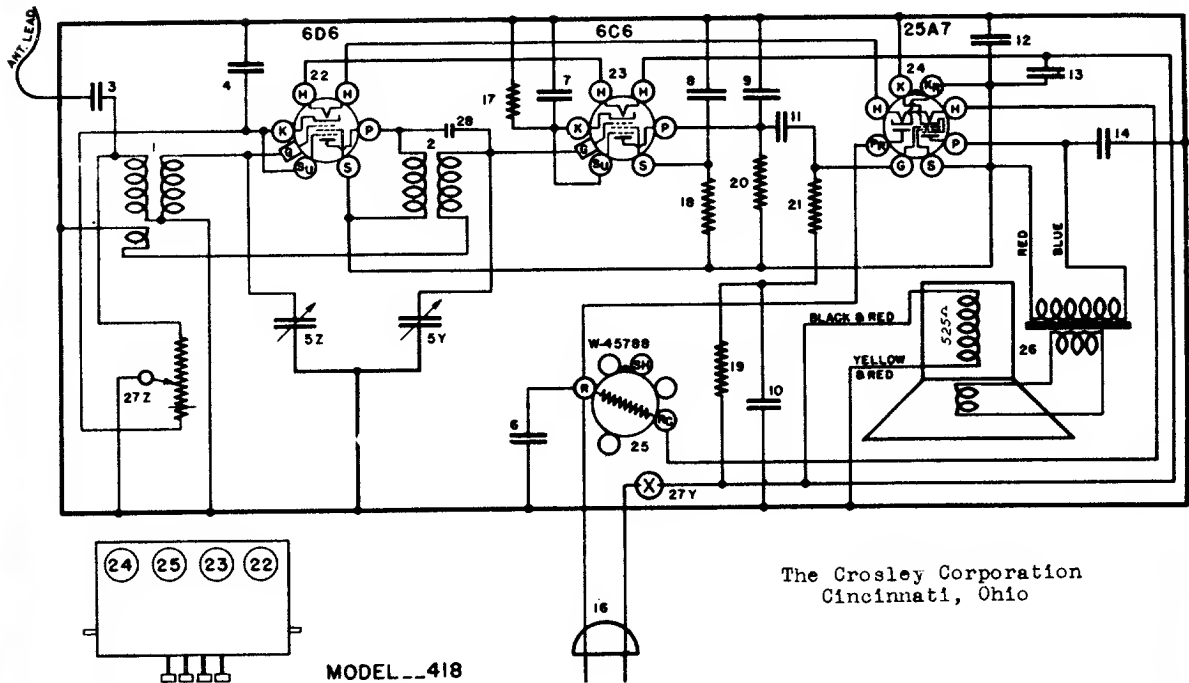 ANT. LEAD
6D6
6C6
25A7
3
4
22
H H
K P
G
SU S
28
1
2
17
7
23
H H
K P
G
SU S
8
9
11
18
20
21
24
K KR
H H
PR P
G S
12
13
14
RED
BLUE
5Z
5Y
27Z
W-45788
SH
R
RG
25
6
19
10
BLACK & RED
YELLOW
& RED
525Ω
26
X
27Y
24 25 23 22
16
MODEL__418
The Crosley Corporation
Cincinnati, Ohio